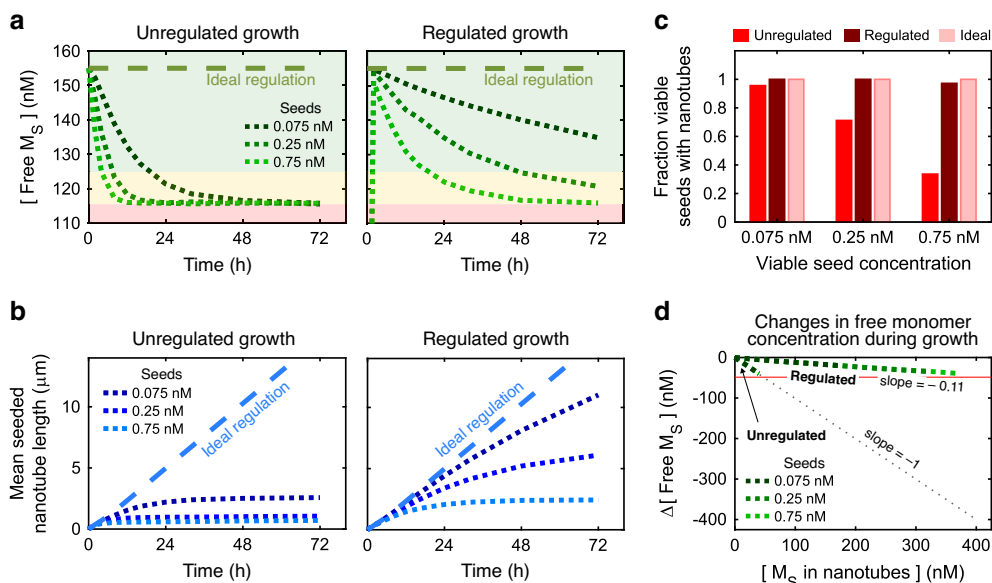 a
Unregulated growth
Regulated growth
[ Free M_S ] (nM)
160
150
140
130
120
110
Ideal regulation
Seeds
0.075 nM
0.25 nM
0.75 nM
0 24 48 72
Time (h)
Ideal regulation
0 24 48 72
Time (h)
b
Unregulated growth
Regulated growth
Mean seeded
nanotube length (μm)
10
5
0
Seeds
0.075 nM
0.25 nM
0.75 nM
Ideal regulation
0 24 48 72
Time (h)
Ideal regulation
0 24 48 72
Time (h)
c
Unregulated Regulated Ideal
Fraction viable
seeds with nanotubes
1
0.8
0.6
0.4
0.2
0
0.075 nM 0.25 nM 0.75 nM
Viable seed concentration
d
Changes in free monomer
concentration during growth
Δ[ Free M_S ] (nM)
0
-100
-200
-300
-400
Regulated
slope = − 0.11
Unregulated
slope = −1
Seeds
0.075 nM
0.25 nM
0.75 nM
0 100 200 300 400
[ M_S in nanotubes ] (nM)